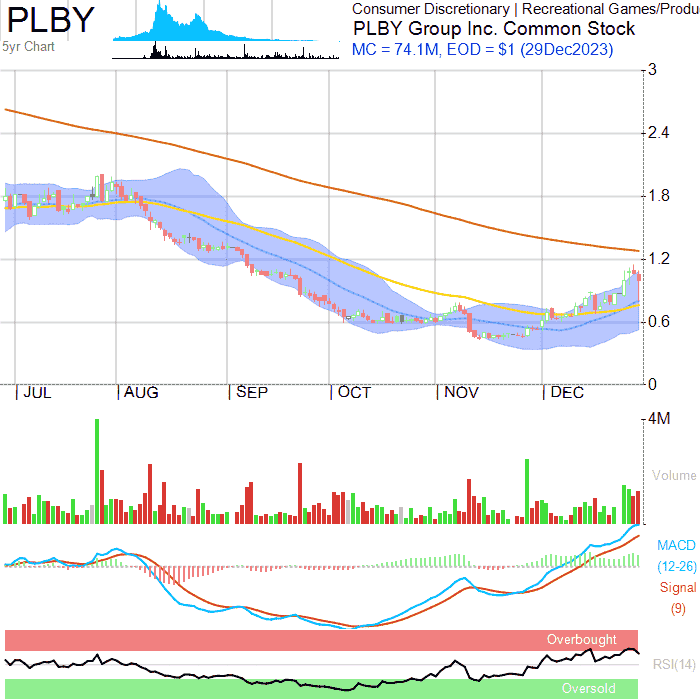 PLBY
5yr Chart
Consumer Discretionary | Recreational Games/Produ
PLBY Group Inc. Common Stock
MC = 74.1M, EOD = $1 (29Dec2023)
3
2.4
1.8
1.2
0.6
0
JUL AUG SEP OCT NOV DEC
4M
Volume
MACD
(12-26)
Signal
(9)
Overbought
RSI(14)
Oversold